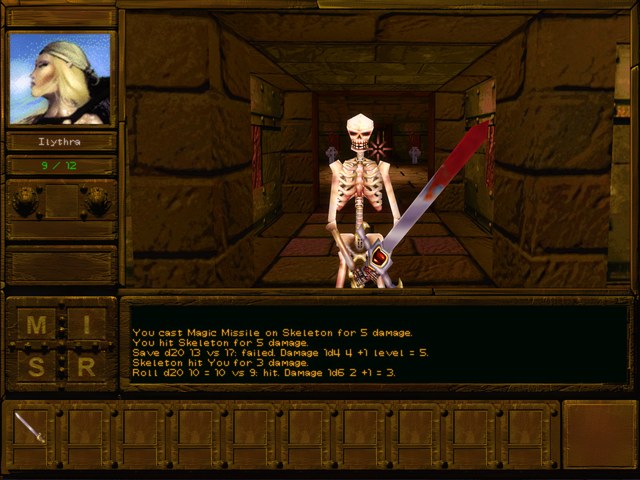 Ilythra
9 / 12
M I
S R
You cast Magic Missile on Skeleton for 5 damage.
You hit Skeleton for 5 damage.
Save d20 13 vs 17: failed. Damage 1d4 4 +1 level = 5.
Skeleton hit You for 3 damage.
Roll d20 10 = 10 vs 9: hit. Damage 1d6 2 +1 = 3.